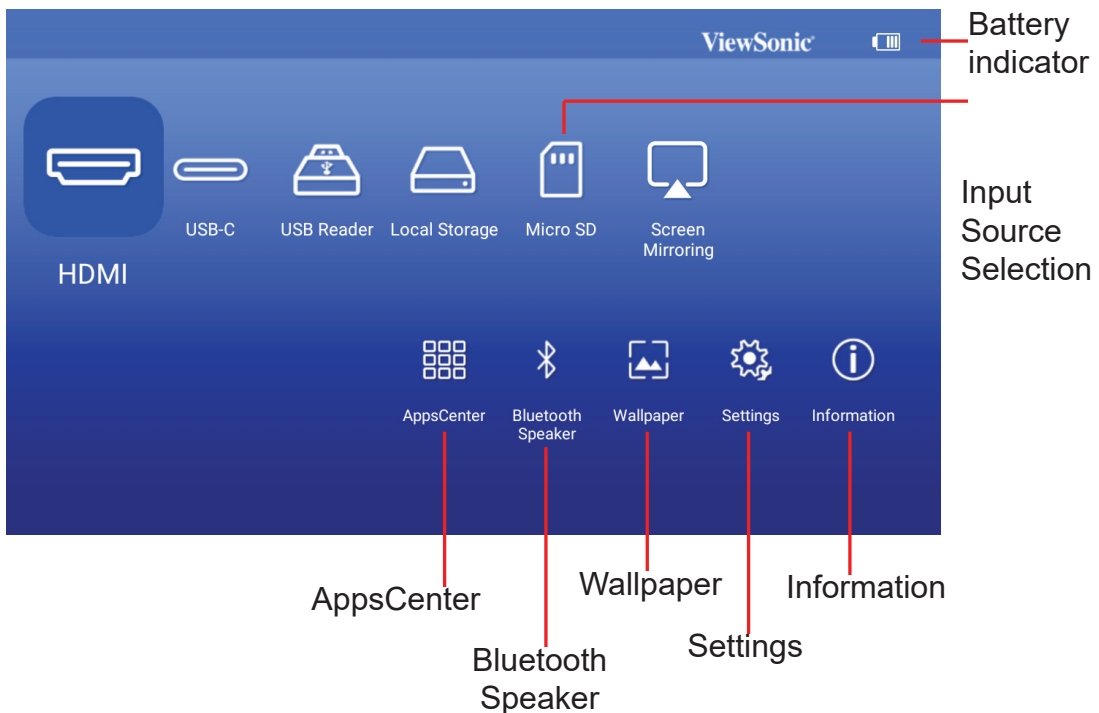 ViewSonic
Battery
indicator
Input
Source
Selection
USB-C
USB Reader
Local Storage
Micro SD
Screen
Mirroring
HDMI
AppsCenter
Bluetooth
Speaker
Wallpaper
Settings
Information
AppsCenter
Wallpaper
Information
Settings
Bluetooth
Speaker